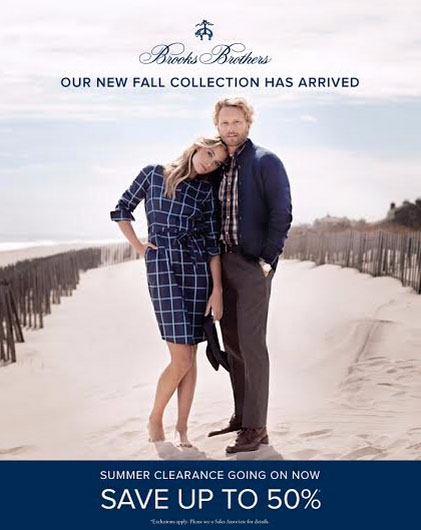 Brooks Brothers
OUR NEW FALL COLLECTION HAS ARRIVED
SUMMER CLEARANCE GOING ON NOW
SAVE UP TO 50%
*Exclusions apply. Please see a Sales Associate for details.